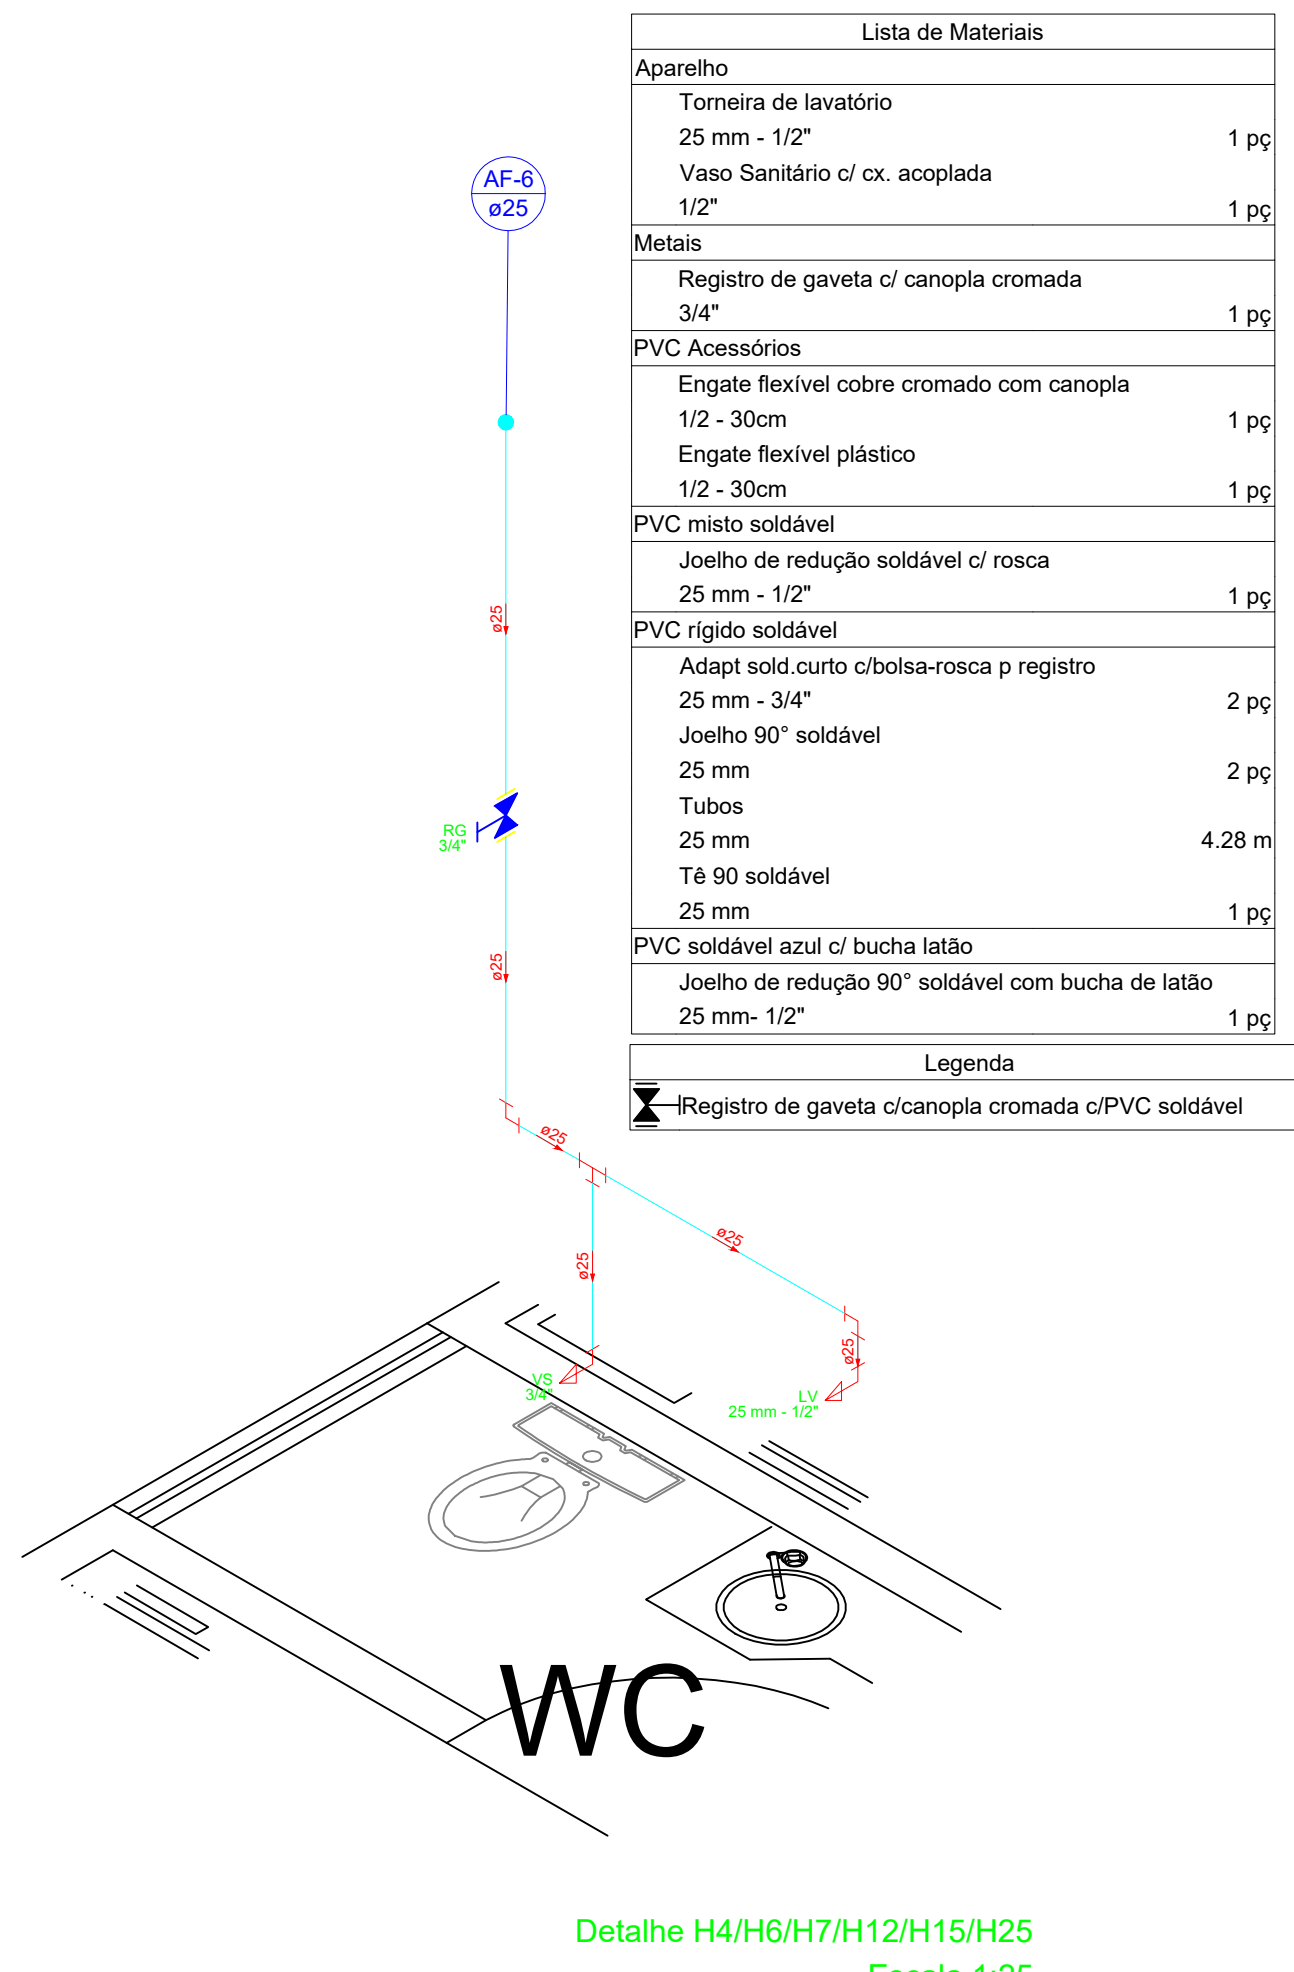 Lista de Materiais
Aparelho
Torneira de lavatório
25 mm - 1/2" 1 pç
Vaso Sanitário c/ cx. acoplada
1/2" 1 pç
Metais
Registro de gaveta c/ canopla cromada
3/4" 1 pç
PVC Acessórios
Engate flexível cobre cromado com canopla
1/2 - 30cm 1 pç
Engate flexível plástico
1/2 - 30cm 1 pç
PVC misto soldável
Joelho de redução soldável c/ rosca
25 mm - 1/2" 1 pç
PVC rígido soldável
Adapt sold.curto c/bolsa-rosca p registro
25 mm - 3/4" 2 pç
Joelho 90° soldável
25 mm 2 pç
Tubos
25 mm 4.28 m
Tê 90 soldável
25 mm 1 pç
PVC soldável azul c/ bucha latão
Joelho de redução 90° soldável com bucha de latão
25 mm- 1/2" 1 pç
Legenda
Registro de gaveta c/canopla cromada c/PVC soldável
AF-6
ø25
ø25
RG
3/4"
ø25
ø25
ø25
ø25
ø25
VS
3/4"
LV
25 mm - 1/2"
WC
Detalhe H4/H6/H7/H12/H15/H25
Escala 1:25